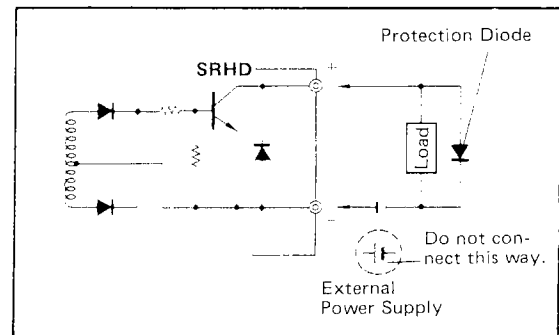 Protection Diode
SRHD
+
Load
−
Do not con-
nect this way.
External
Power Supply